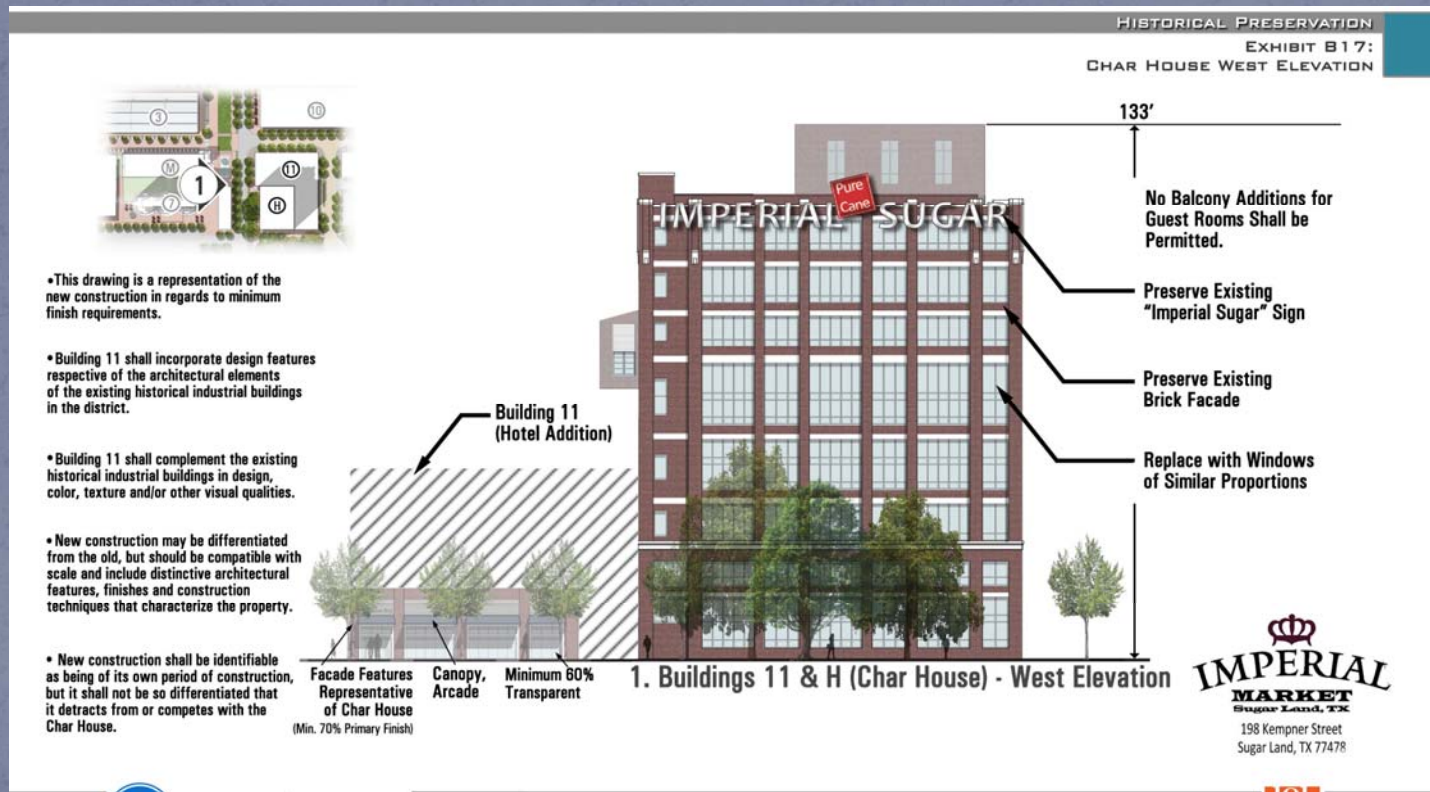 HISTORICAL PRESERVATION
EXHIBIT B17:
CHAR HOUSE WEST ELEVATION
3
10
M
11
1
7
H
•This drawing is a representation of the
new construction in regards to minimum
finish requirements.
•Building 11 shall incorporate design features
respective of the architectural elements
of the existing historical industrial buildings
in the district.
•Building 11 shall complement the existing
historical industrial buildings in design,
color, texture and/or other visual qualities.
•New construction may be differentiated
from the old, but should be compatible with
scale and include distinctive architectural
features, finishes and construction
techniques that characterize the property.
• New construction shall be identifiable
as being of its own period of construction,
but it shall not be so differentiated that
it detracts from or competes with the
Char House.
Building 11
(Hotel Addition)
Pure
Cane
IMPERIAL SUGAR
133'
No Balcony Additions for
Guest Rooms Shall be
Permitted.
Preserve Existing
“Imperial Sugar” Sign
Preserve Existing
Brick Facade
Replace with Windows
of Similar Proportions
Facade Features
Representative
of Char House
(Min. 70% Primary Finish)
Canopy,
Arcade
Minimum 60%
Transparent
1. Buildings 11 & H (Char House) - West Elevation
IMPERIAL
MARKET
Sugar Land, TX
198 Kempner Street
Sugar Land, TX 77478